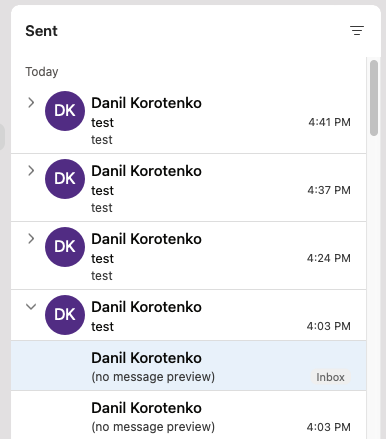 Sent
Today
DK
Danil Korotenko
test 4:41 PM
test
DK
Danil Korotenko
test 4:37 PM
test
DK
Danil Korotenko
test 4:24 PM
test
DK
Danil Korotenko
test 4:03 PM
Danil Korotenko
(no message preview) Inbox
Danil Korotenko
(no message preview) 4:03 PM